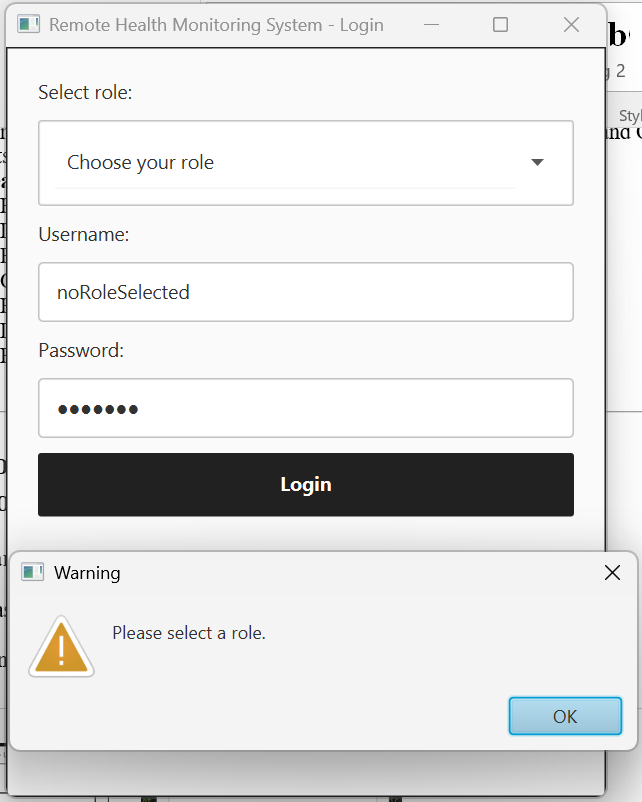 Remote Health Monitoring System - Login
Select role:
Choose your role
Username:
noRoleSelected
Password:
Login
Warning
Please select a role.
OK